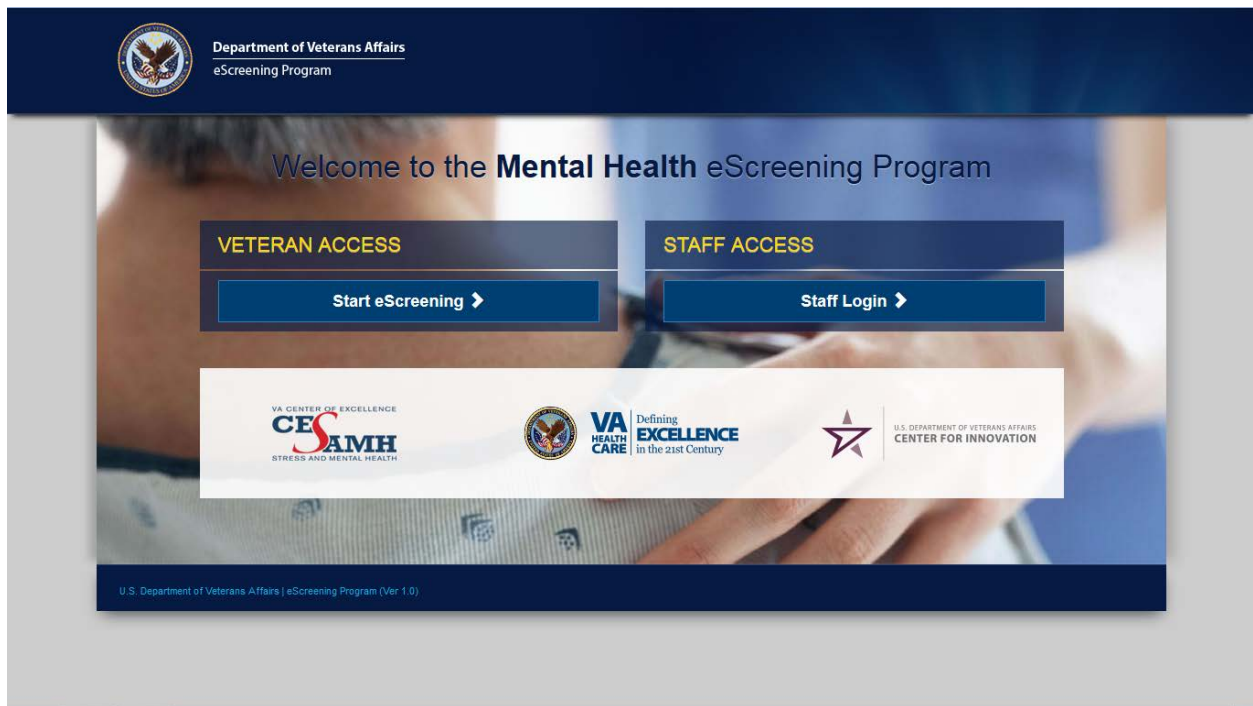 Department of Veterans Affairs
eScreening Program
Welcome to the Mental Health eScreening Program
VETERAN ACCESS
Start eScreening
STAFF ACCESS
Staff Login
VA CENTER OF EXCELLENCE
CESAMH
STRESS AND MENTAL HEALTH
VA
HEALTH
CARE
Defining
EXCELLENCE
in the 21st Century
U.S. DEPARTMENT OF VETERANS AFFAIRS
CENTER FOR INNOVATION
U.S. Department of Veterans Affairs | eScreening Program (Ver 1.0)